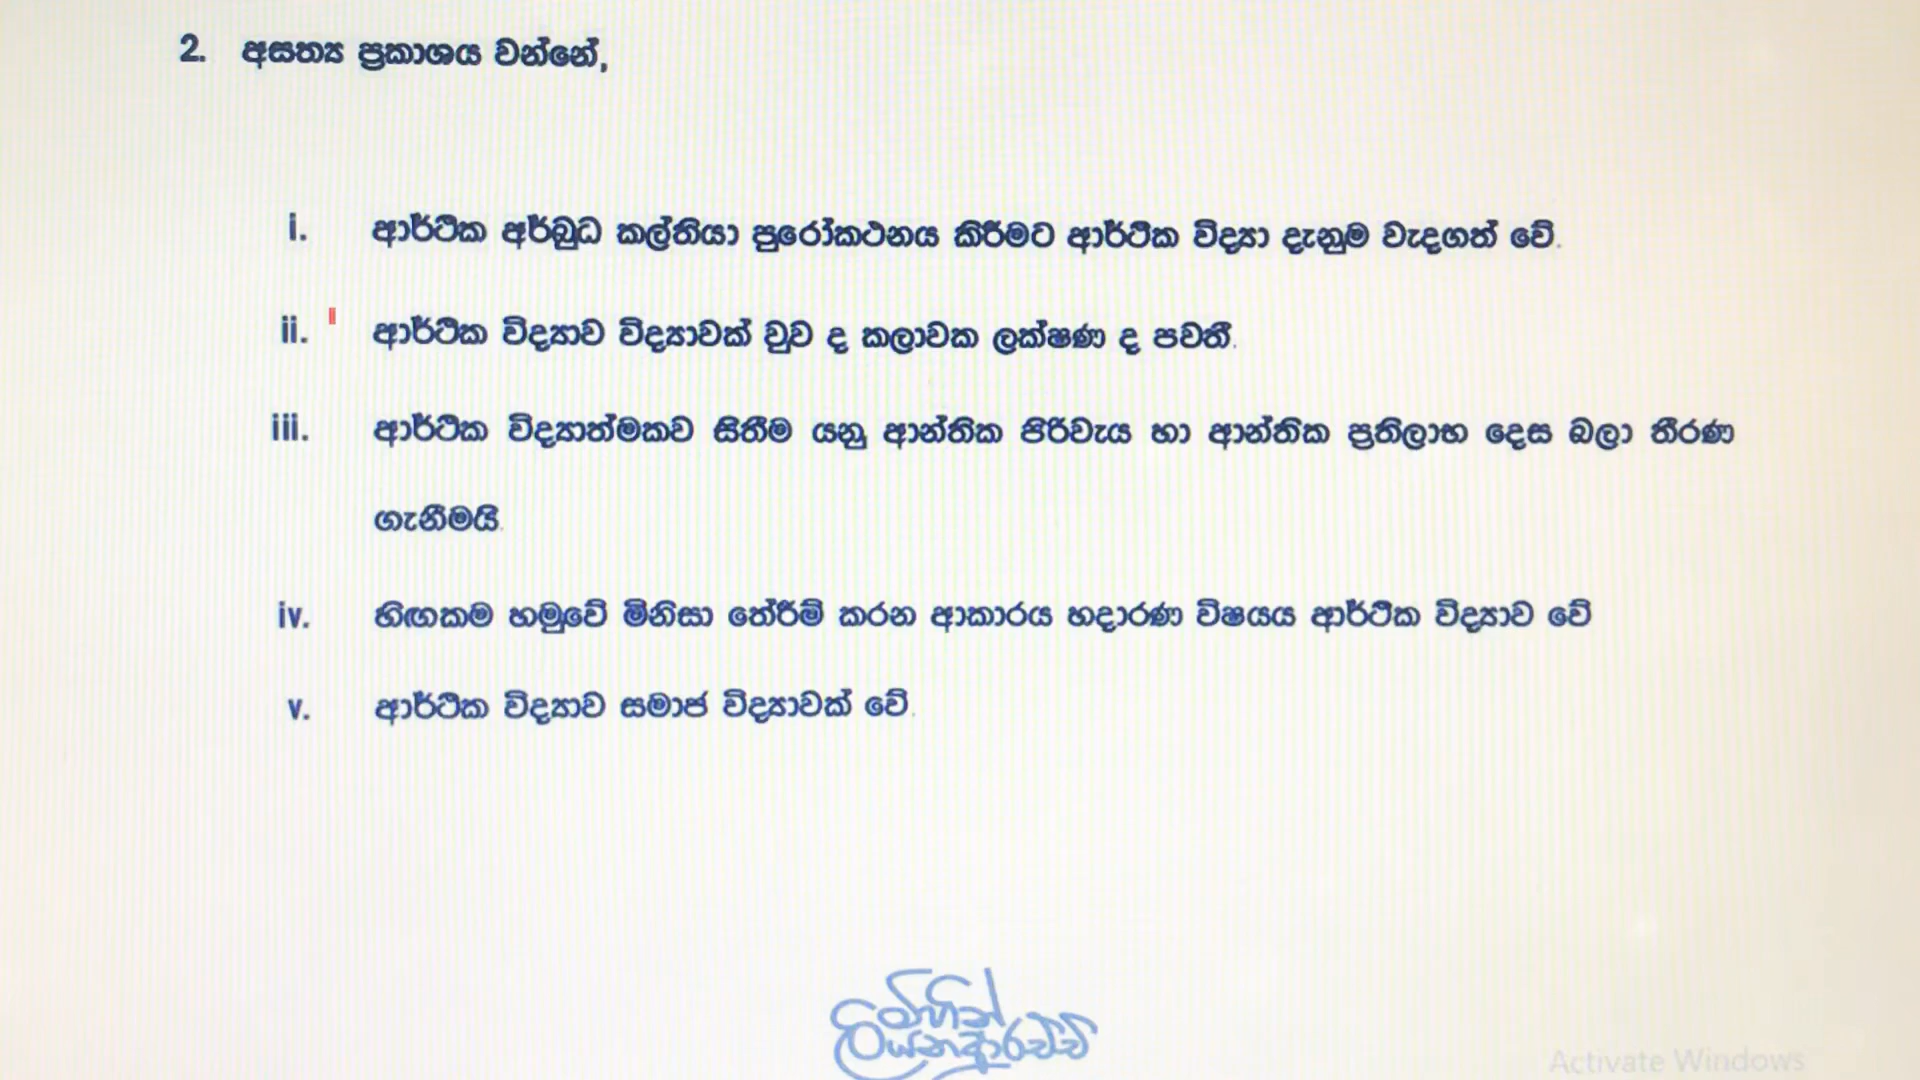 2. අසත්‍ය ප්‍රකාශය වන්නේ,
i. ආර්ථික අර්බුධ කල්තියා පුරෝකථනය කිරීමට ආර්ථික විද්‍යා දැනුම වැදගත් වේ.
ii. ආර්ථික විද්‍යාව විද්‍යාවක් වුව ද කලාවක ලක්ෂණ ද පවතී.
iii. ආර්ථික විද්‍යාත්මකව සිතීම යනු ආන්තික පිරිවැය හා ආන්තික ප්‍රතිලාභ දෙස බලා තීරණ
ගැනීමයි.
iv. හිඟකම හමුවේ මිනිසා තේරීම් කරන ආකාරය හදාරණ විෂයය ආර්ථික විද්‍යාව වේ
v. ආර්ථික විද්‍යාව සමාජ විද්‍යාවක් වේ.
මිහින්
ලියනආරච්චි
Activate Windows